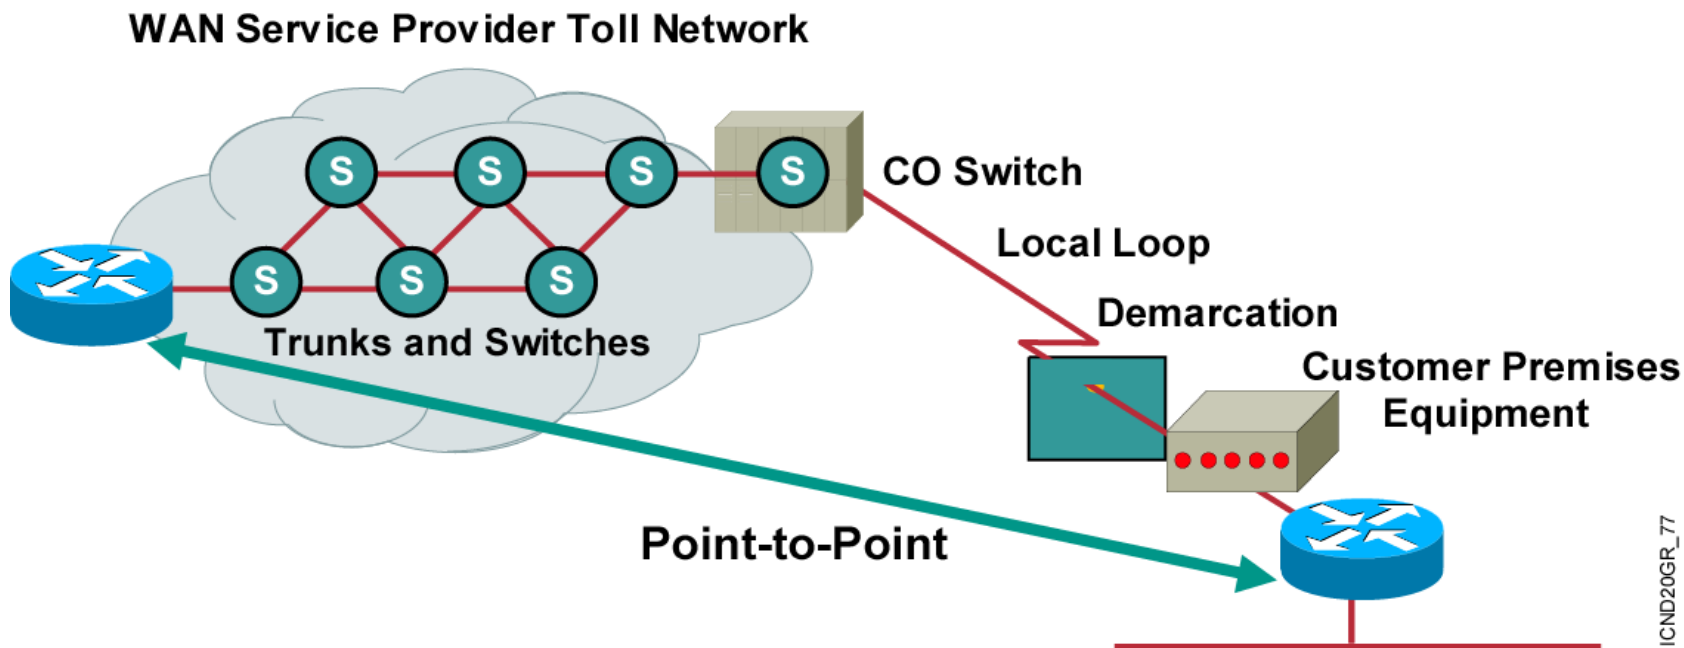 WAN Service Provider Toll Network
S
S
S
S
CO Switch
Local Loop
S
S
S
Demarcation
Trunks and Switches
Customer Premises
Equipment
Point-to-Point
ICND20GR_77